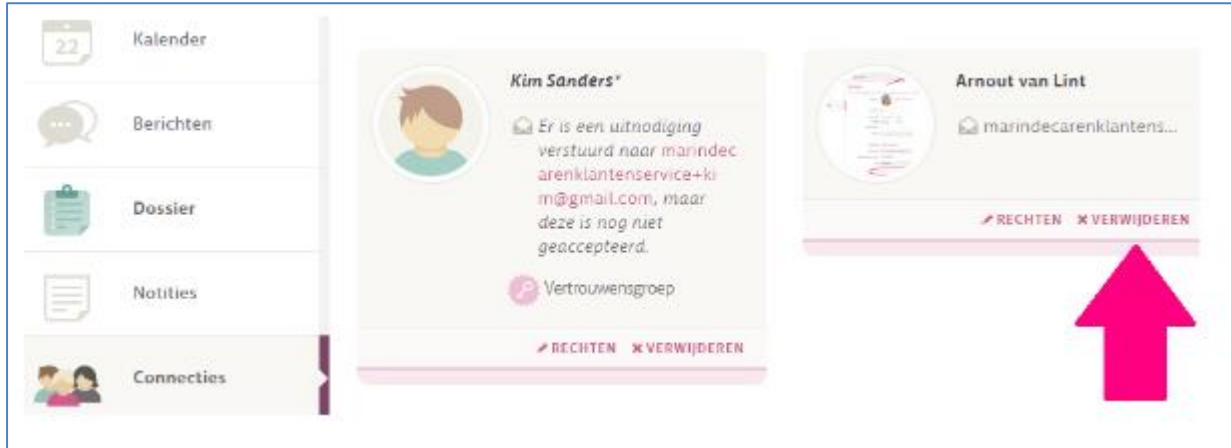 22
Kalender
Berichten
Dossier
Notities
Connecties
Kim Sanders*
Er is een uitnodiging
verstuurd naar marindec
arenklantenservice+ki
m@gmail.com, maar
deze is nog niet
geaccepteerd.
Vertrouwensgroep
RECHTEN VERWIJDEREN
Arnout van Lint
marindecarenklantens...
RECHTEN VERWIJDEREN